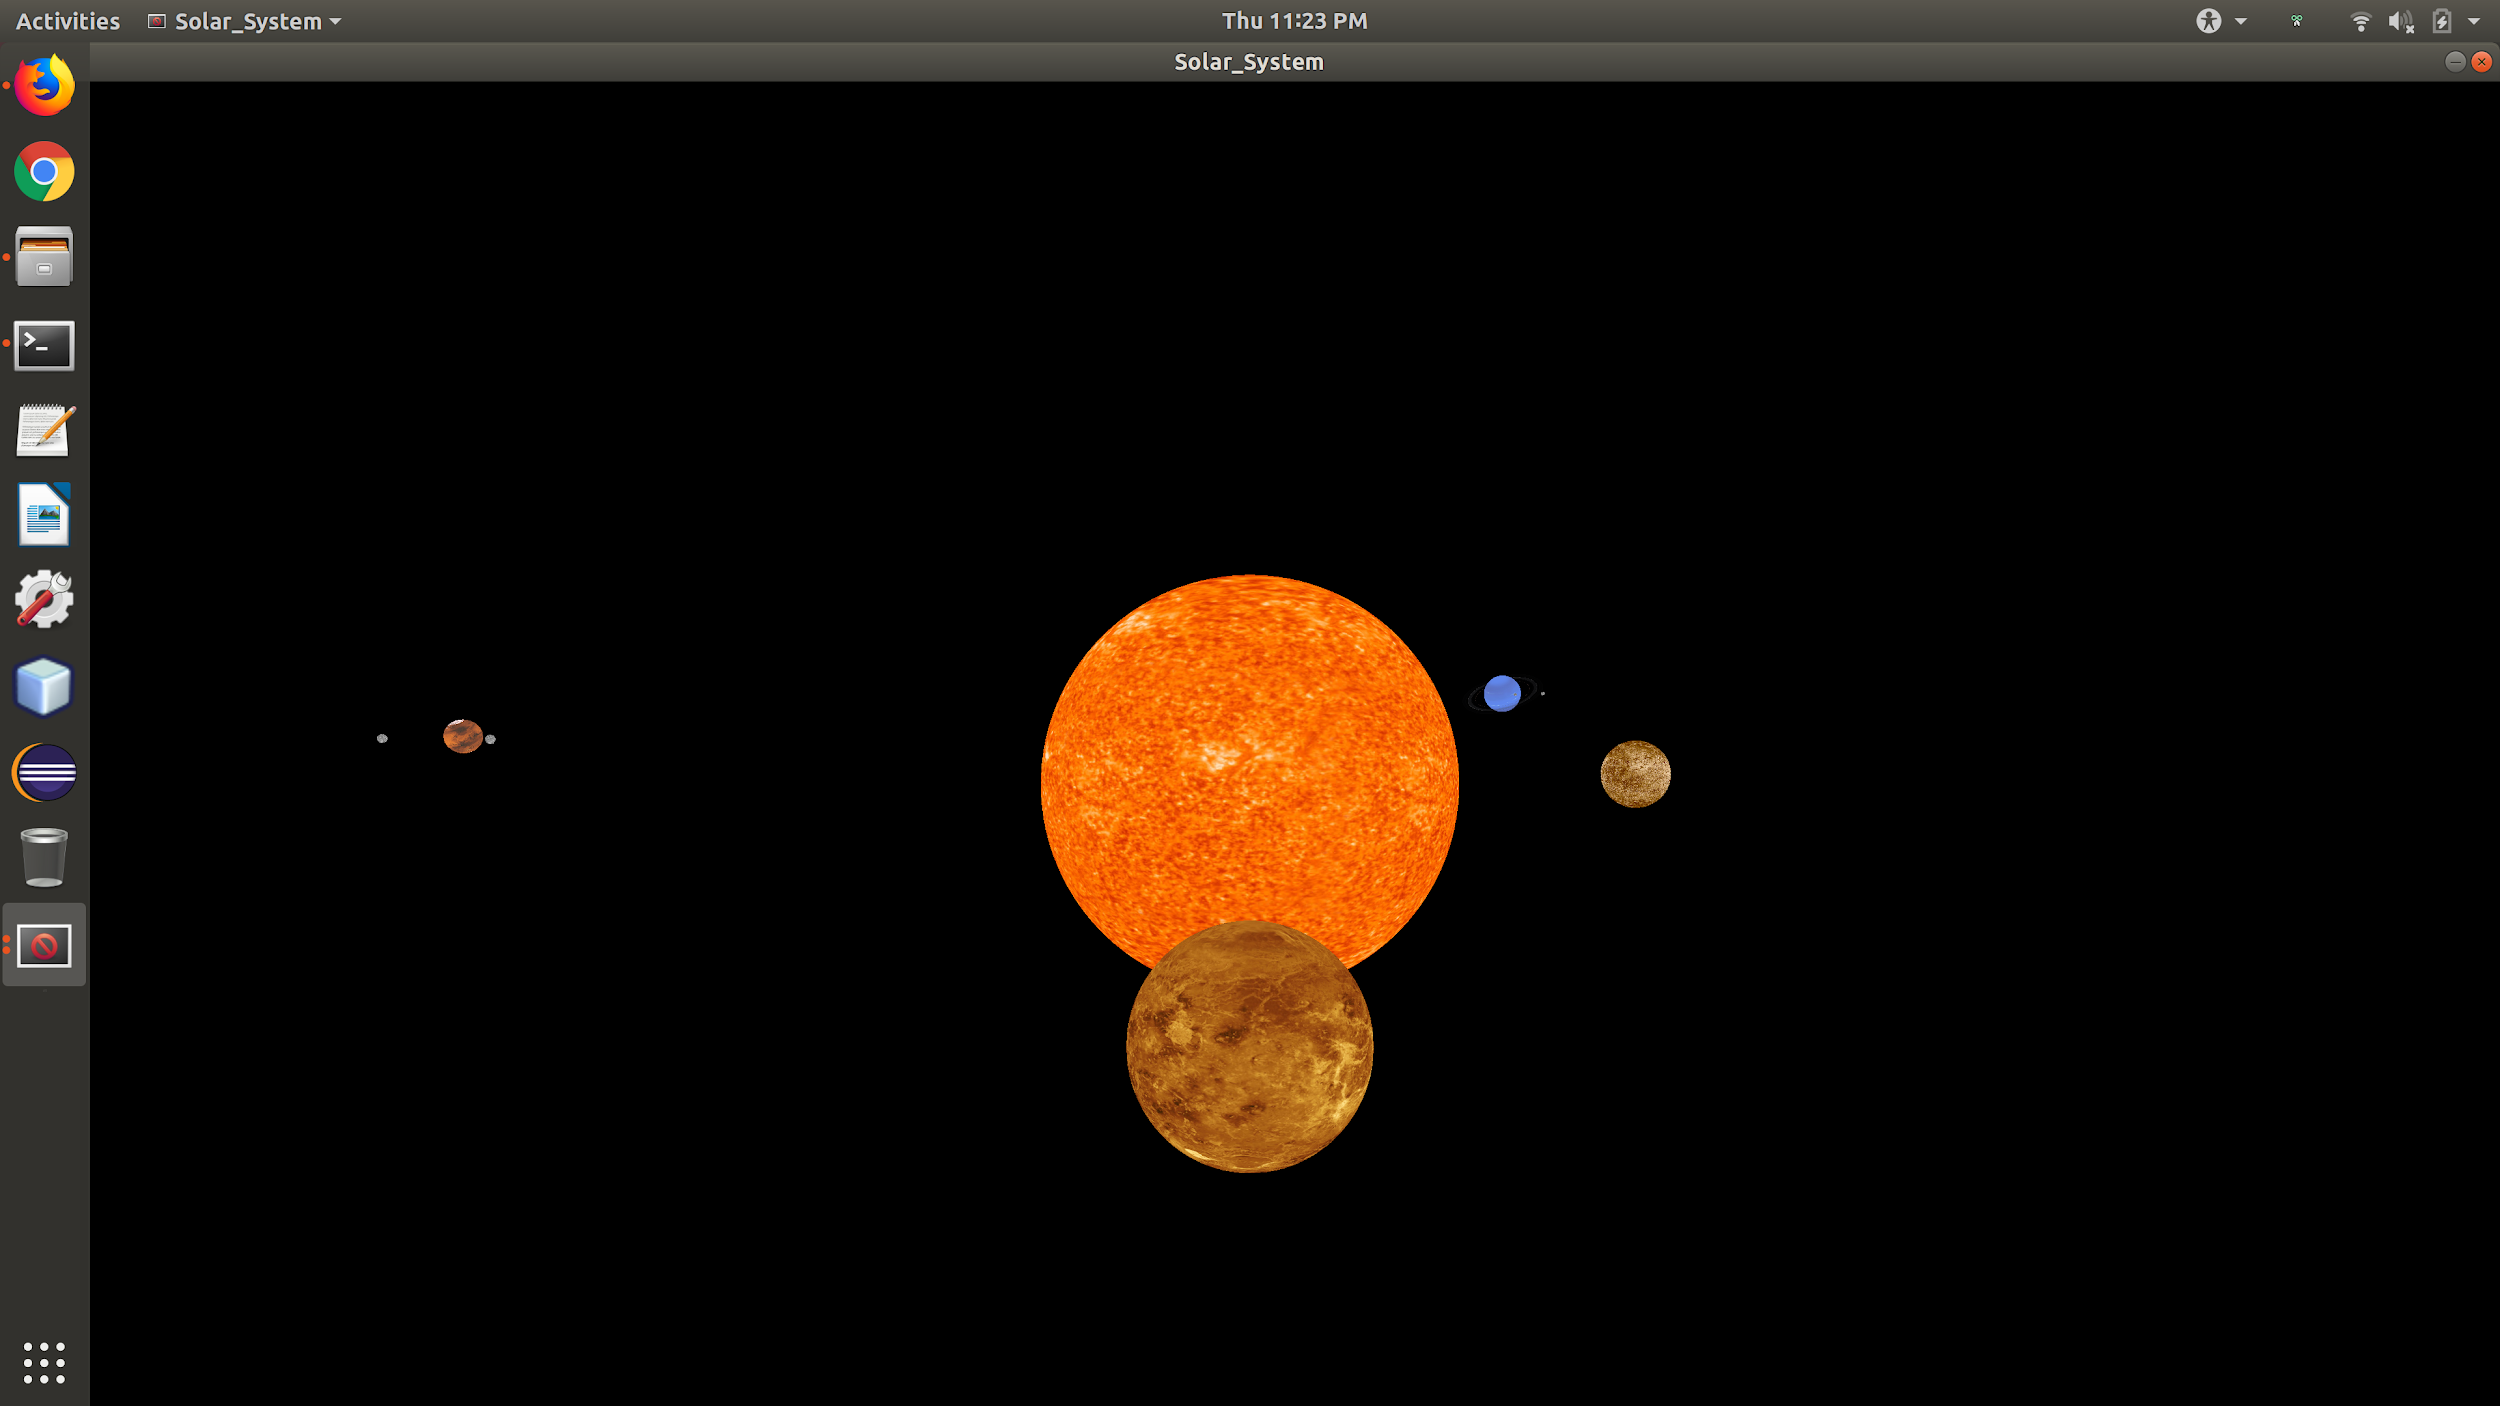 Activities
Solar_System
Thu 11:23 PM
Solar_System